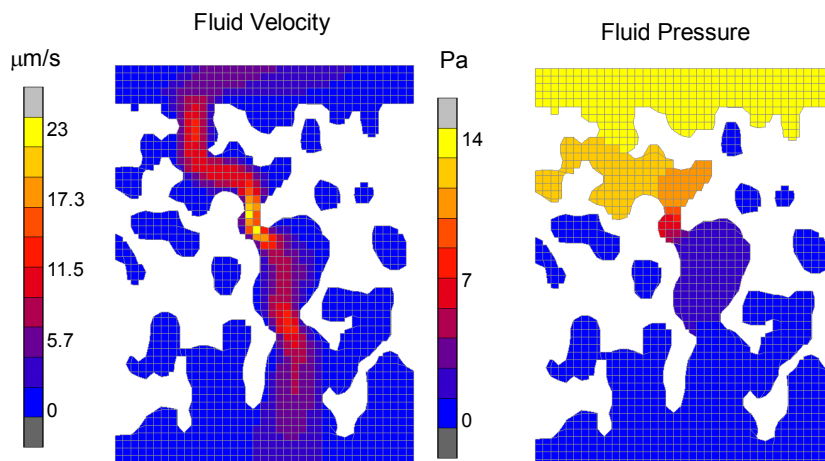 Fluid Velocity
Fluid Pressure
μm/s
23
17.3
11.5
5.7
0
Pa
14
7
0